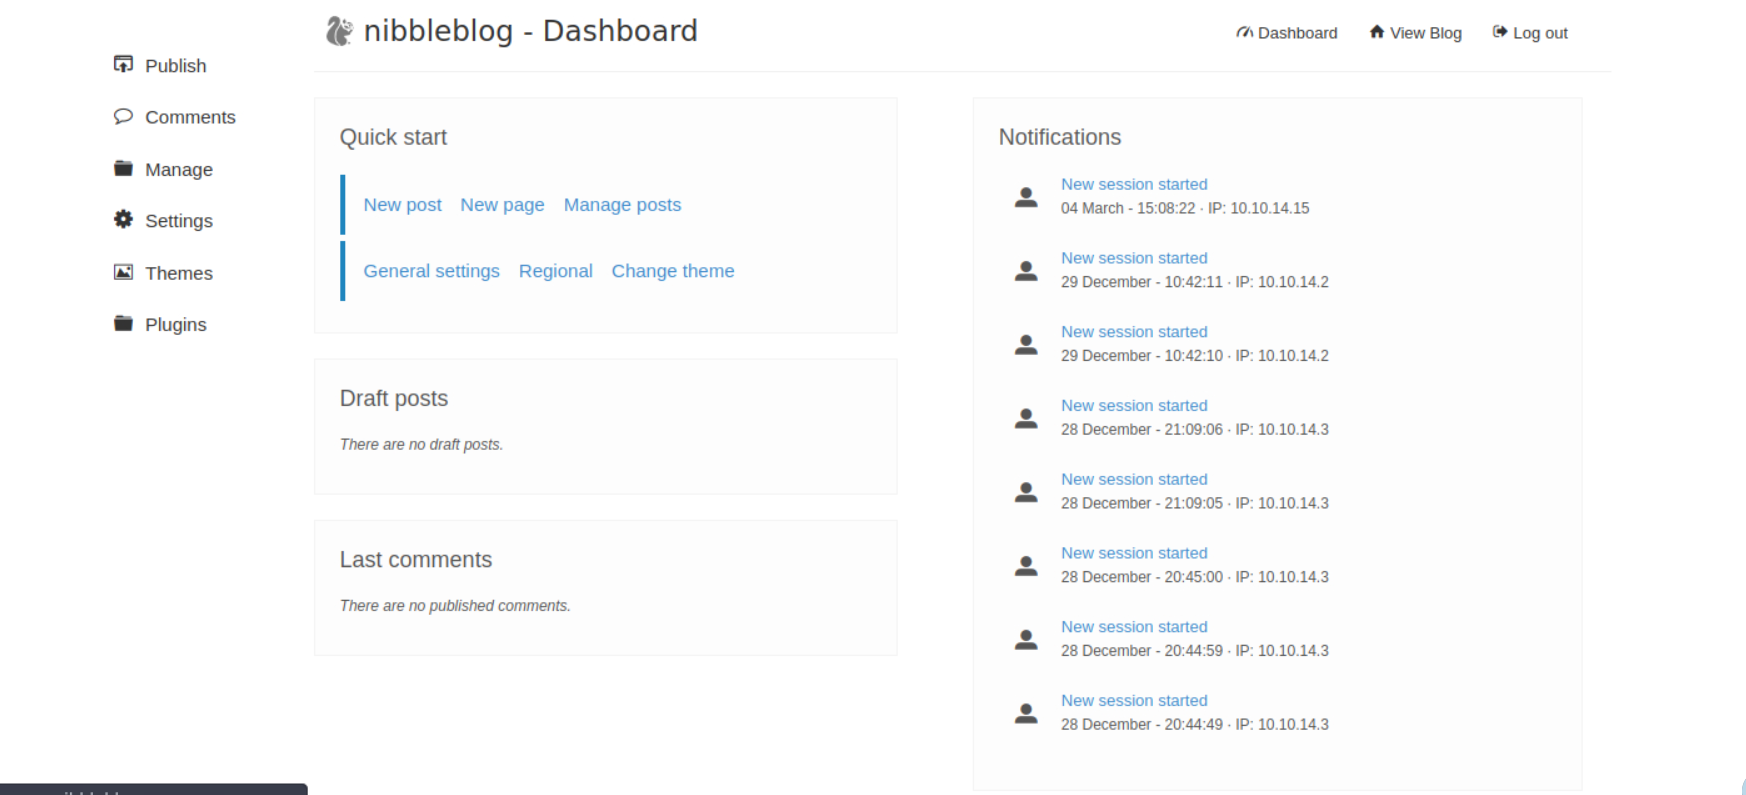 nibbleblog - Dashboard
Dashboard View Blog Log out
Publish
Comments
Manage
Settings
Themes
Plugins
Quick start
New post New page Manage posts
General settings Regional Change theme
Draft posts
There are no draft posts.
Last comments
There are no published comments.
Notifications
New session started
04 March - 15:08:22 · IP: 10.10.14.15
New session started
29 December - 10:42:11 · IP: 10.10.14.2
New session started
29 December - 10:42:10 · IP: 10.10.14.2
New session started
28 December - 21:09:06 · IP: 10.10.14.3
New session started
28 December - 21:09:05 · IP: 10.10.14.3
New session started
28 December - 20:45:00 · IP: 10.10.14.3
New session started
28 December - 20:44:59 · IP: 10.10.14.3
New session started
28 December - 20:44:49 · IP: 10.10.14.3